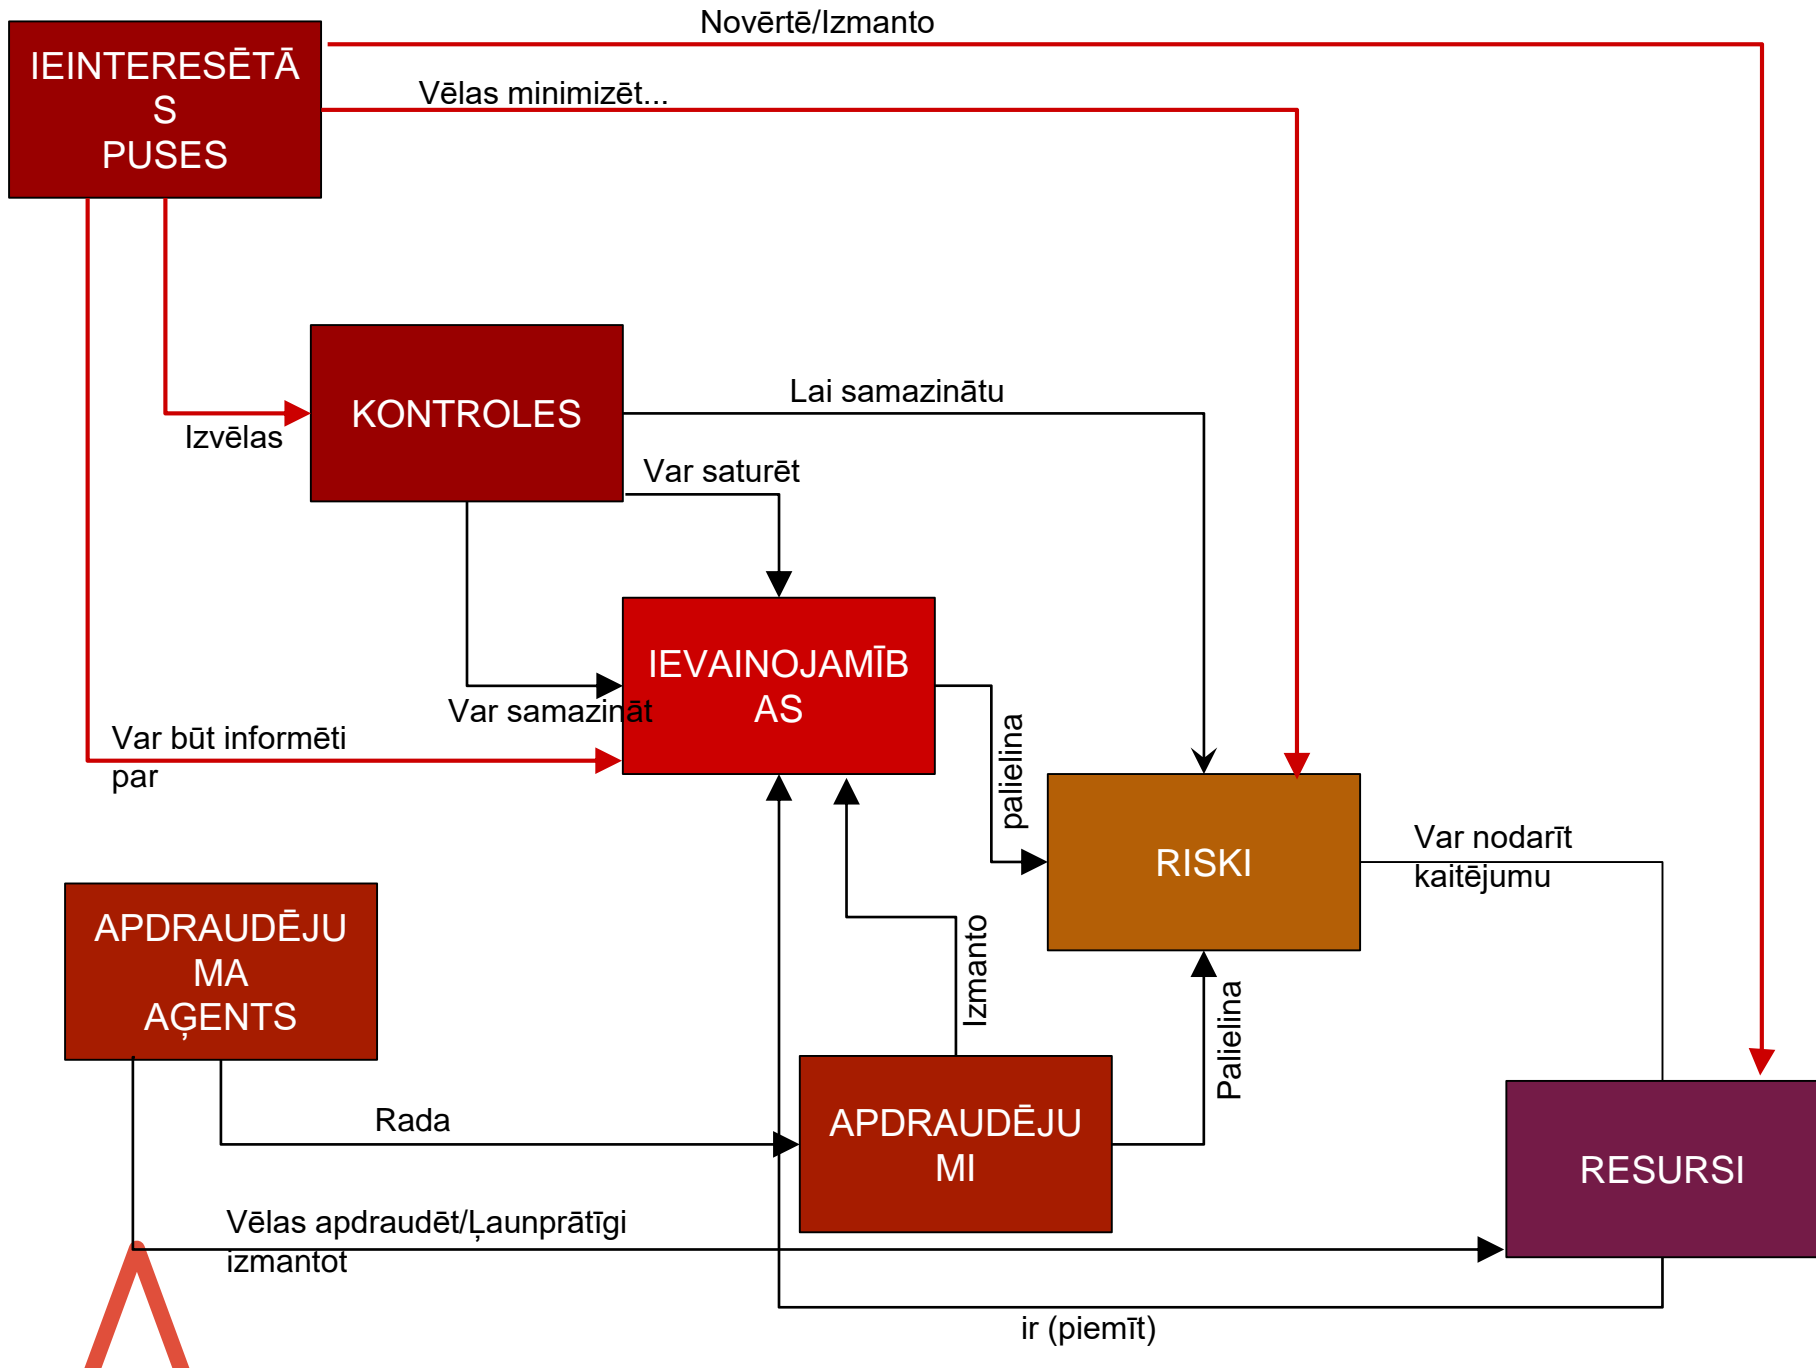 Novērtē/Izmanto
IEINTERESĒTĀ
S
PUSES
Vēlas minimizēt...
KONTROLES
Lai samazinātu
Izvēlas
Var saturēt
IEVAINOJAMĪB
AS
Var samazināt
Var būt informēti
par
palielina
RISKI
Var nodarīt
kaitējumu
APDRAUDĒJU
MA
AĢENTS
Izmanto
Palielina
Rada
APDRAUDĒJU
MI
RESURSI
Vēlas apdraudēt/Ļaunprātīgi
izmantot
ir (piemīt)